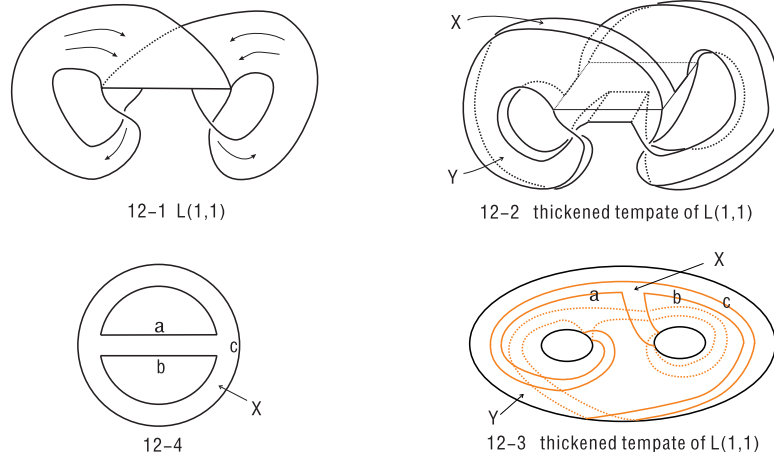 X
Y
12-1 L(1,1)
12-2 thickened tempate of L(1,1)
X
a
b
c
a
b
c
X
Y
12-4
12-3 thickened tempate of L(1,1)